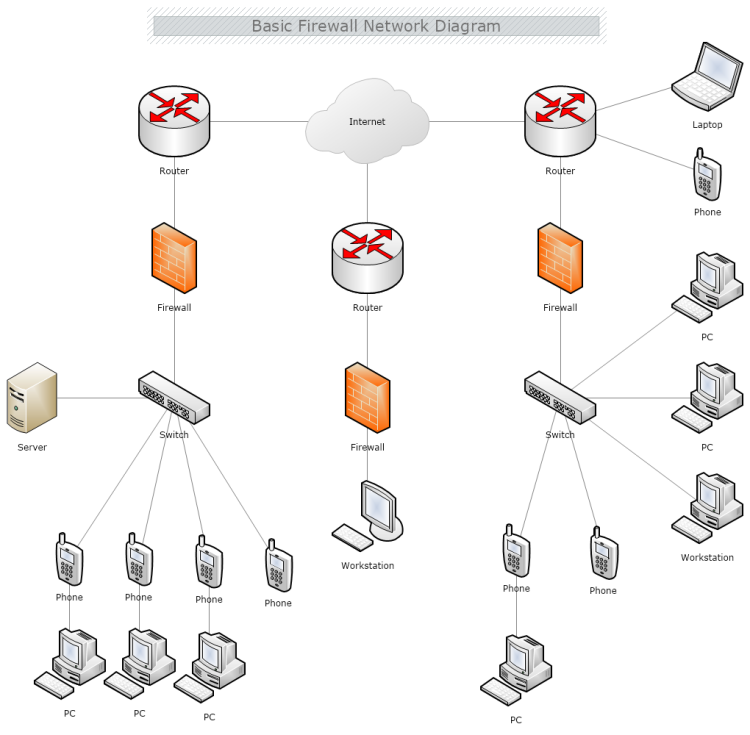 Basic Firewall Network Diagram
Internet
Laptop
Router
Router
Phone
Firewall
Router
Firewall
PC
Server
Switch
Firewall
Switch
PC
Workstation
Workstation
Phone
Phone
Phone
Phone
Phone
Phone
PC
PC
PC
PC